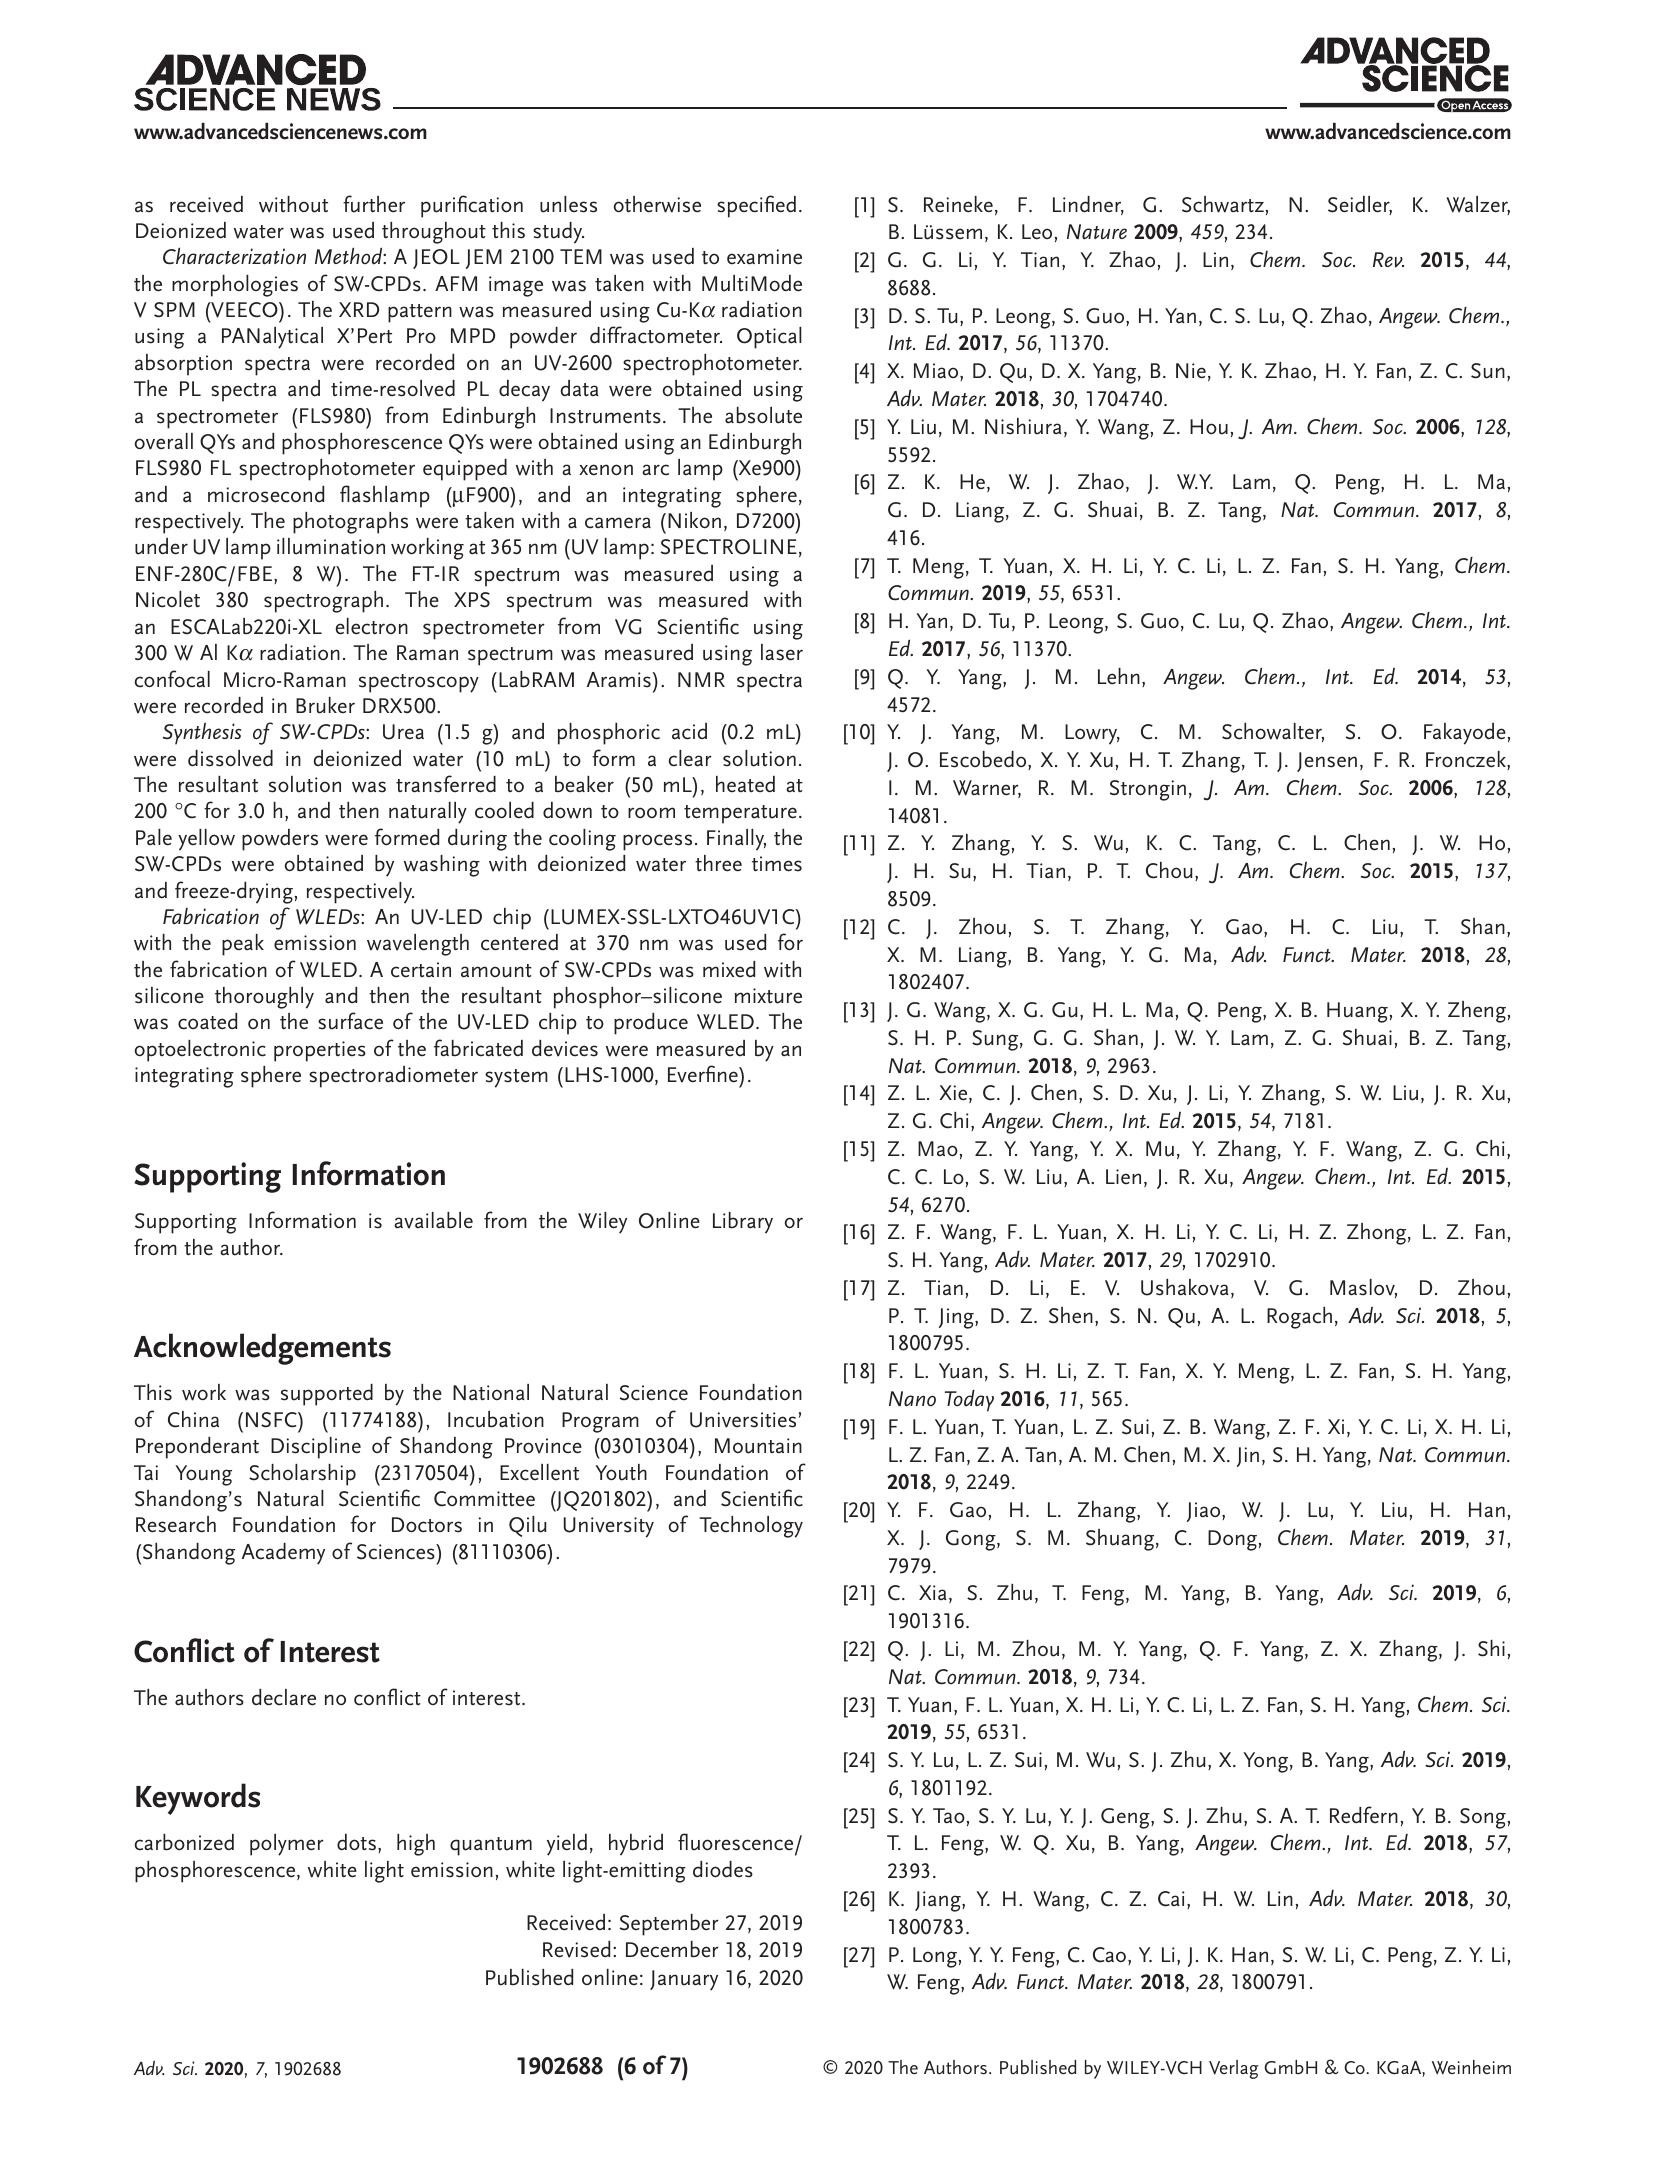 ADVANCED
SCIENCE NEWS
www.advancedsciencenews.com
ADVANCED
SCIENCE
Open Access
www.advancedscience.com
as received without further purification unless otherwise specified.
Deionized water was used throughout this study.
Characterization Method: A JEOL JEM 2100 TEM was used to examine
the morphologies of SW-CPDs. AFM image was taken with MultiMode
V SPM (VEECO). The XRD pattern was measured using Cu-Kα radiation
using a PANalytical X’Pert Pro MPD powder diffractometer. Optical
absorption spectra were recorded on an UV-2600 spectrophotometer.
The PL spectra and time-resolved PL decay data were obtained using
a spectrometer (FLS980) from Edinburgh Instruments. The absolute
overall QYs and phosphorescence QYs were obtained using an Edinburgh
FLS980 FL spectrophotometer equipped with a xenon arc lamp (Xe900)
and a microsecond flashlamp (μF900), and an integrating sphere,
respectively. The photographs were taken with a camera (Nikon, D7200)
under UV lamp illumination working at 365 nm (UV lamp: SPECTROLINE,
ENF-280C/FBE, 8 W). The FT-IR spectrum was measured using a
Nicolet 380 spectrograph. The XPS spectrum was measured with
an ESCALab220i-XL electron spectrometer from VG Scientific using
300 W Al Kα radiation. The Raman spectrum was measured using laser
confocal Micro-Raman spectroscopy (LabRAM Aramis). NMR spectra
were recorded in Bruker DRX500.
Synthesis of SW-CPDs: Urea (1.5 g) and phosphoric acid (0.2 mL)
were dissolved in deionized water (10 mL) to form a clear solution.
The resultant solution was transferred to a beaker (50 mL), heated at
200 °C for 3.0 h, and then naturally cooled down to room temperature.
Pale yellow powders were formed during the cooling process. Finally, the
SW-CPDs were obtained by washing with deionized water three times
and freeze-drying, respectively.
Fabrication of WLEDs: An UV-LED chip (LUMEX-SSL-LXTO46UV1C)
with the peak emission wavelength centered at 370 nm was used for
the fabrication of WLED. A certain amount of SW-CPDs was mixed with
silicone thoroughly and then the resultant phosphor–silicone mixture
was coated on the surface of the UV-LED chip to produce WLED. The
optoelectronic properties of the fabricated devices were measured by an
integrating sphere spectroradiometer system (LHS-1000, Everfine).
Supporting Information
Supporting Information is available from the Wiley Online Library or
from the author.
Acknowledgements
This work was supported by the National Natural Science Foundation
of China (NSFC) (11774188), Incubation Program of Universities’
Preponderant Discipline of Shandong Province (03010304), Mountain
Tai Young Scholarship (23170504), Excellent Youth Foundation of
Shandong’s Natural Scientific Committee (JQ201802), and Scientific
Research Foundation for Doctors in Qilu University of Technology
(Shandong Academy of Sciences) (81110306).
Conflict of Interest
The authors declare no conflict of interest.
Keywords
carbonized polymer dots, high quantum yield, hybrid fluorescence/
phosphorescence, white light emission, white light-emitting diodes
Received: September 27, 2019
Revised: December 18, 2019
Published online: January 16, 2020
[1] S. Reineke, F. Lindner, G. Schwartz, N. Seidler, K. Walzer,
B. Lüssem, K. Leo, Nature 2009, 459, 234.
[2] G. G. Li, Y. Tian, Y. Zhao, J. Lin, Chem. Soc. Rev. 2015, 44,
8688.
[3] D. S. Tu, P. Leong, S. Guo, H. Yan, C. S. Lu, Q. Zhao, Angew. Chem.,
Int. Ed. 2017, 56, 11370.
[4] X. Miao, D. Qu, D. X. Yang, B. Nie, Y. K. Zhao, H. Y. Fan, Z. C. Sun,
Adv. Mater. 2018, 30, 1704740.
[5] Y. Liu, M. Nishiura, Y. Wang, Z. Hou, J. Am. Chem. Soc. 2006, 128,
5592.
[6] Z. K. He, W. J. Zhao, J. W.Y. Lam, Q. Peng, H. L. Ma,
G. D. Liang, Z. G. Shuai, B. Z. Tang, Nat. Commun. 2017, 8,
416.
[7] T. Meng, T. Yuan, X. H. Li, Y. C. Li, L. Z. Fan, S. H. Yang, Chem.
Commun. 2019, 55, 6531.
[8] H. Yan, D. Tu, P. Leong, S. Guo, C. Lu, Q. Zhao, Angew. Chem., Int.
Ed. 2017, 56, 11370.
[9] Q. Y. Yang, J. M. Lehn, Angew. Chem., Int. Ed. 2014, 53,
4572.
[10] Y. J. Yang, M. Lowry, C. M. Schowalter, S. O. Fakayode,
J. O. Escobedo, X. Y. Xu, H. T. Zhang, T. J. Jensen, F. R. Fronczek,
I. M. Warner, R. M. Strongin, J. Am. Chem. Soc. 2006, 128,
14081.
[11] Z. Y. Zhang, Y. S. Wu, K. C. Tang, C. L. Chen, J. W. Ho,
J. H. Su, H. Tian, P. T. Chou, J. Am. Chem. Soc. 2015, 137,
8509.
[12] C. J. Zhou, S. T. Zhang, Y. Gao, H. C. Liu, T. Shan,
X. M. Liang, B. Yang, Y. G. Ma, Adv. Funct. Mater. 2018, 28,
1802407.
[13] J. G. Wang, X. G. Gu, H. L. Ma, Q. Peng, X. B. Huang, X. Y. Zheng,
S. H. P. Sung, G. G. Shan, J. W. Y. Lam, Z. G. Shuai, B. Z. Tang,
Nat. Commun. 2018, 9, 2963.
[14] Z. L. Xie, C. J. Chen, S. D. Xu, J. Li, Y. Zhang, S. W. Liu, J. R. Xu,
Z. G. Chi, Angew. Chem., Int. Ed. 2015, 54, 7181.
[15] Z. Mao, Z. Y. Yang, Y. X. Mu, Y. Zhang, Y. F. Wang, Z. G. Chi,
C. C. Lo, S. W. Liu, A. Lien, J. R. Xu, Angew. Chem., Int. Ed. 2015,
54, 6270.
[16] Z. F. Wang, F. L. Yuan, X. H. Li, Y. C. Li, H. Z. Zhong, L. Z. Fan,
S. H. Yang, Adv. Mater. 2017, 29, 1702910.
[17] Z. Tian, D. Li, E. V. Ushakova, V. G. Maslov, D. Zhou,
P. T. Jing, D. Z. Shen, S. N. Qu, A. L. Rogach, Adv. Sci. 2018, 5,
1800795.
[18] F. L. Yuan, S. H. Li, Z. T. Fan, X. Y. Meng, L. Z. Fan, S. H. Yang,
Nano Today 2016, 11, 565.
[19] F. L. Yuan, T. Yuan, L. Z. Sui, Z. B. Wang, Z. F. Xi, Y. C. Li, X. H. Li,
L. Z. Fan, Z. A. Tan, A. M. Chen, M. X. Jin, S. H. Yang, Nat. Commun.
2018, 9, 2249.
[20] Y. F. Gao, H. L. Zhang, Y. Jiao, W. J. Lu, Y. Liu, H. Han,
X. J. Gong, S. M. Shuang, C. Dong, Chem. Mater. 2019, 31,
7979.
[21] C. Xia, S. Zhu, T. Feng, M. Yang, B. Yang, Adv. Sci. 2019, 6,
1901316.
[22] Q. J. Li, M. Zhou, M. Y. Yang, Q. F. Yang, Z. X. Zhang, J. Shi,
Nat. Commun. 2018, 9, 734.
[23] T. Yuan, F. L. Yuan, X. H. Li, Y. C. Li, L. Z. Fan, S. H. Yang, Chem. Sci.
2019, 55, 6531.
[24] S. Y. Lu, L. Z. Sui, M. Wu, S. J. Zhu, X. Yong, B. Yang, Adv. Sci. 2019,
6, 1801192.
[25] S. Y. Tao, S. Y. Lu, Y. J. Geng, S. J. Zhu, S. A. T. Redfern, Y. B. Song,
T. L. Feng, W. Q. Xu, B. Yang, Angew. Chem., Int. Ed. 2018, 57,
2393.
[26] K. Jiang, Y. H. Wang, C. Z. Cai, H. W. Lin, Adv. Mater. 2018, 30,
1800783.
[27] P. Long, Y. Y. Feng, C. Cao, Y. Li, J. K. Han, S. W. Li, C. Peng, Z. Y. Li,
W. Feng, Adv. Funct. Mater. 2018, 28, 1800791.
Adv. Sci. 2020, 7, 1902688
1902688 (6 of 7)
© 2020 The Authors. Published by WILEY-VCH Verlag GmbH & Co. KGaA, Weinheim